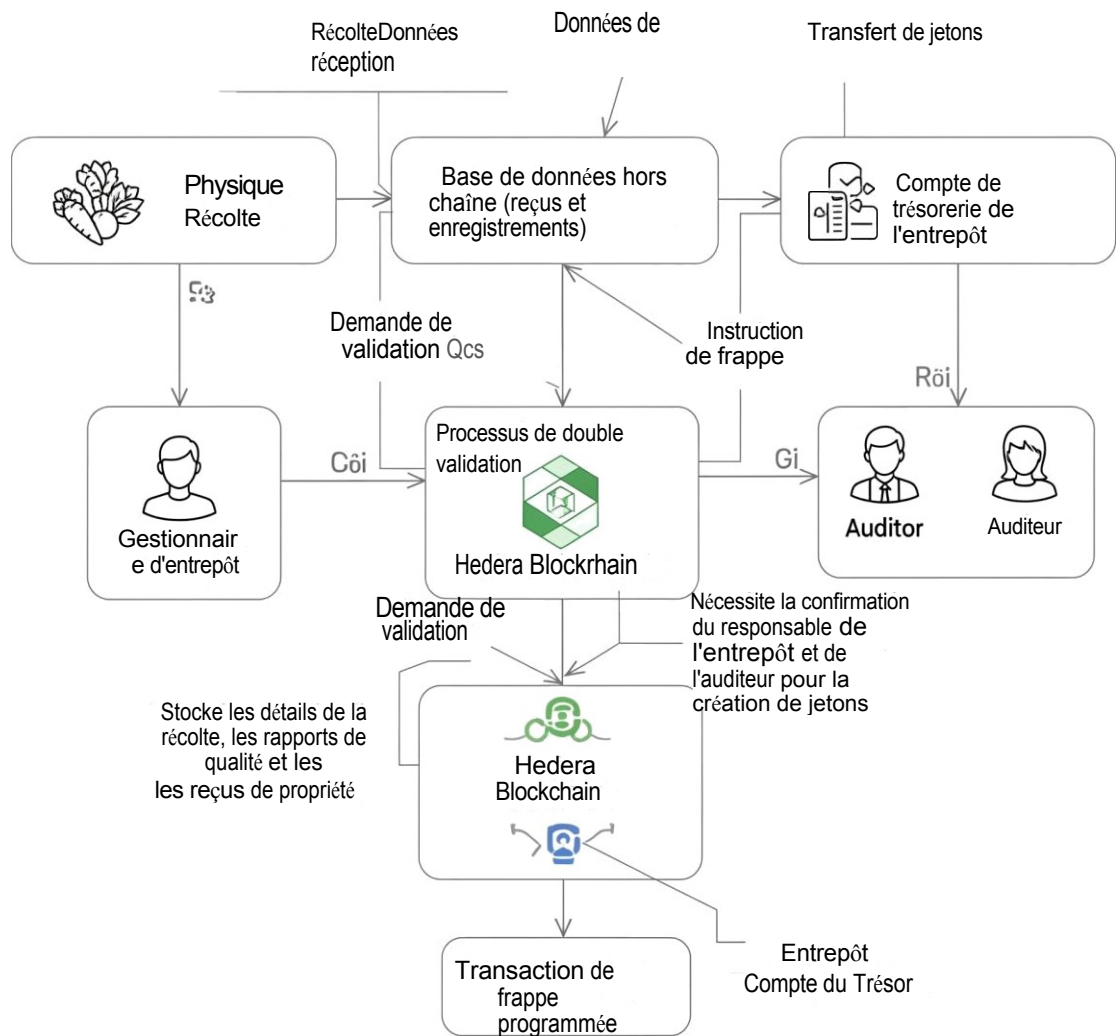 RécolteDonnées
réception
Données de
Transfert de jetons
Physique
Récolte
Base de données hors
chaîne (reçus et
enregistrements)
Compte de
trésorerie de
l'entrepôt
Demande de
validation Qcs
Instruction
de frappe
Röi
Gestionnair
e d'entrepôt
Côi
Processus de double
validation
Hedera Blockrhain
Gi
Auditor
Auditeur
Demande de
validation
Nécessite la confirmation
du responsable de
l'entrepôt et de
l'auditeur pour la
création de jetons
Stocke les détails de la
récolte, les rapports de
qualité et les
les reçus de propriété
Hedera
Blockchain
Transaction de
frappe
programmée
Entrepôt
Compte du Trésor